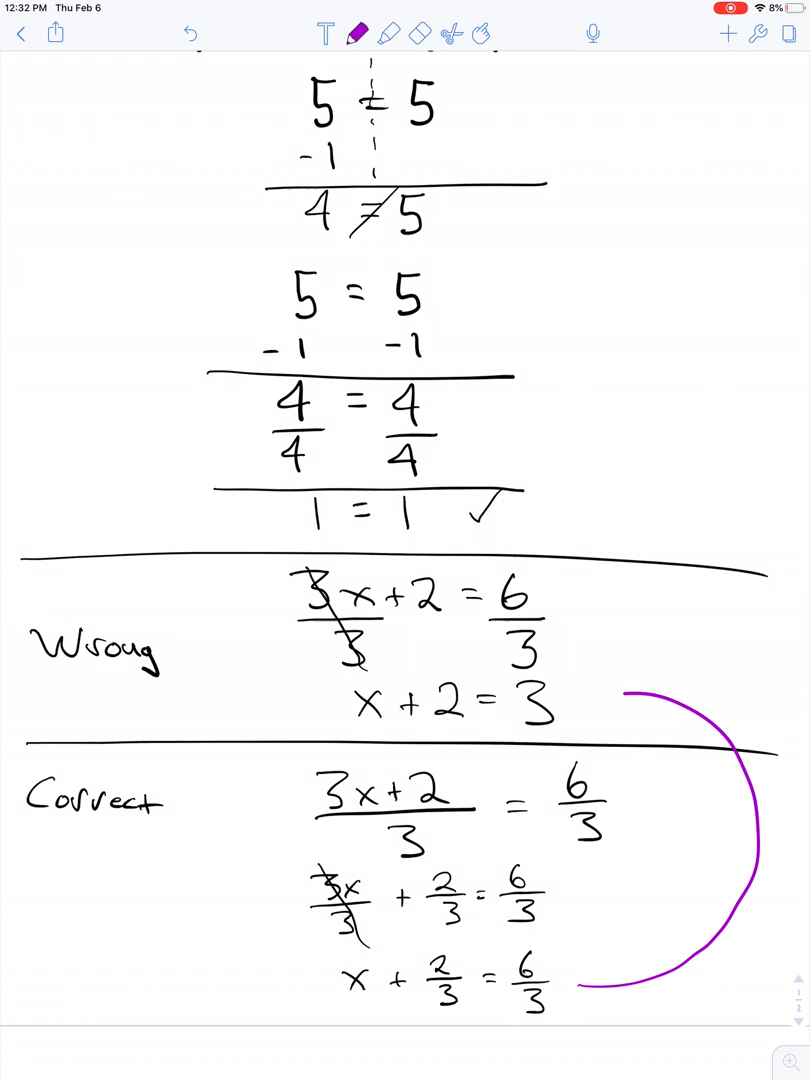 12:32 PM Thu Feb 6
8%
T
5 = 5
-1
4 ≠ 5
5 = 5
-1 -1
4/4 = 4/4
1 = 1 ✓
Wrong
3x/3 + 2 = 6/3
x + 2 = 3
Correct
(3x+2)/3 = 6/3
3x/3 + 2/3 = 6/3
x + 2/3 = 6/3
1/2